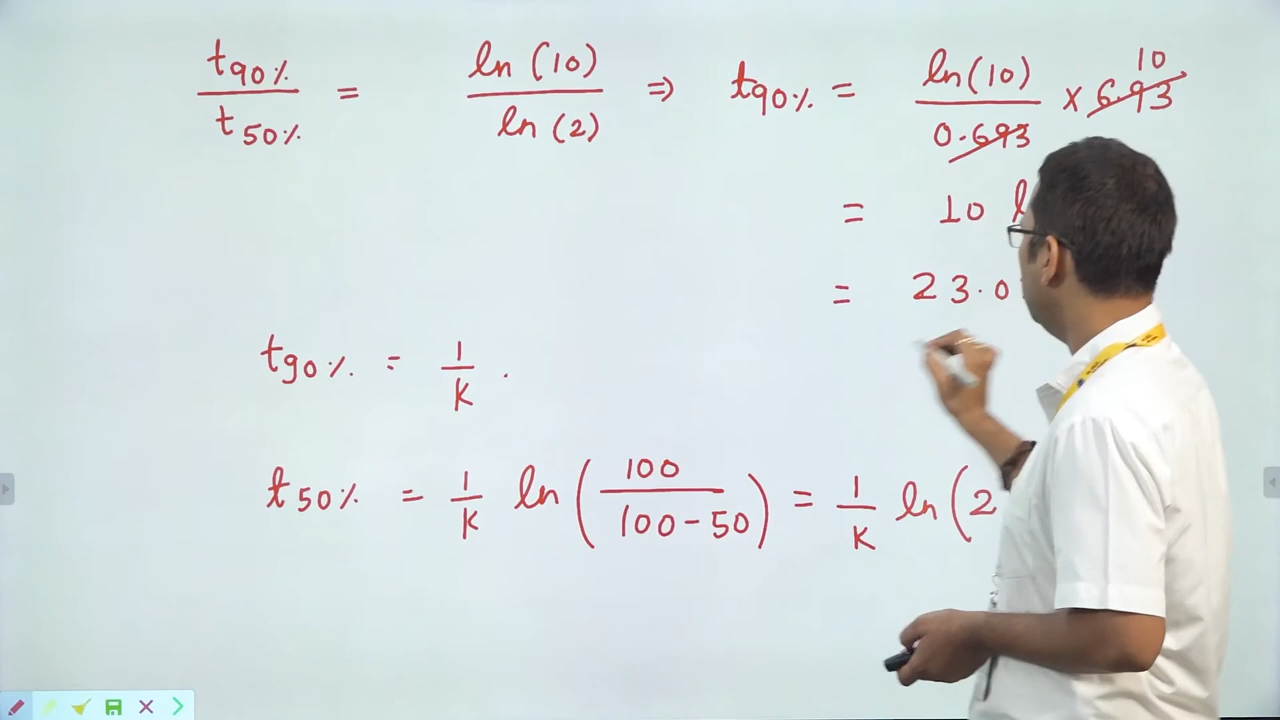 t90% / t50% = ln (10) / ln (2) ⇒ t90% = ln(10) / 0.693 × 6.93 10
= 10
= 23.0
t90% = 1/K .
t50% = 1/K ln (100 / 100-50) = 1/K ln (2